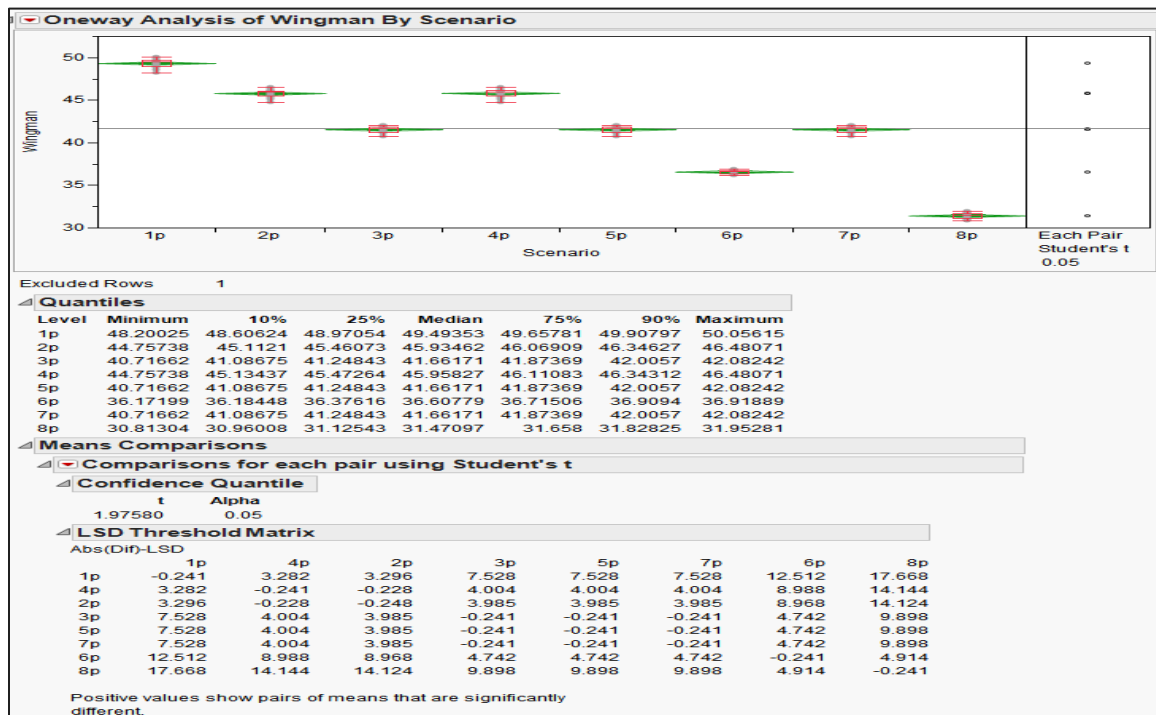 Oneway Analysis of Wingman By Scenario
50
45
40
35
30
Wingman
1p 2p 3p 4p 5p 6p 7p 8p
Scenario
Each Pair
Student's t
0.05
Excluded Rows 1
Quantiles
Level Minimum 10% 25% Median 75% 90% Maximum
1p 48.20025 48.60624 48.97054 49.49353 49.65781 49.90797 50.05615
2p 44.75738 45.1121 45.46073 45.93462 46.06909 46.34627 46.48071
3p 40.71662 41.08675 41.24843 41.66171 41.87369 42.0057 42.08242
4p 44.75738 45.13437 45.47264 45.95827 46.11083 46.34312 46.48071
5p 40.71662 41.08675 41.24843 41.66171 41.87369 42.0057 42.08242
6p 36.17199 36.18448 36.37616 36.60779 36.71506 36.9094 36.91889
7p 40.71662 41.08675 41.24843 41.66171 41.87369 42.0057 42.08242
8p 30.81304 30.96008 31.12543 31.47097 31.658 31.82825 31.95281
Means Comparisons
Comparisons for each pair using Student's t
Confidence Quantile
t Alpha
1.97580 0.05
LSD Threshold Matrix
Abs(Dif)-LSD
1p 4p 2p 3p 5p 7p 6p 8p
1p -0.241 3.282 3.296 7.528 7.528 7.528 12.512 17.668
4p 3.282 -0.241 -0.228 4.004 4.004 4.004 8.988 14.144
2p 3.296 -0.228 -0.248 3.985 3.985 3.985 8.968 14.124
3p 7.528 4.004 3.985 -0.241 -0.241 -0.241 4.742 9.898
5p 7.528 4.004 3.985 -0.241 -0.241 -0.241 4.742 9.898
7p 7.528 4.004 3.985 -0.241 -0.241 -0.241 4.742 9.898
6p 12.512 8.988 8.968 4.742 4.742 4.742 -0.241 4.914
8p 17.668 14.144 14.124 9.898 9.898 9.898 4.914 -0.241
Positive values show pairs of means that are significantly
different.